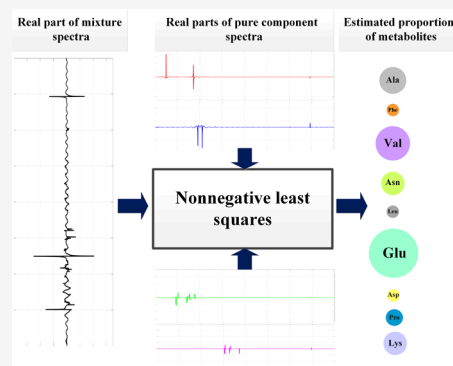 Real part of mixture
spectra
Real parts of pure component
spectra
Estimated proportion
of metabolites
Nonnegative least
squares
Ala
Phe
Val
Asn
Leu
Glu
Asp
Pro
Lys